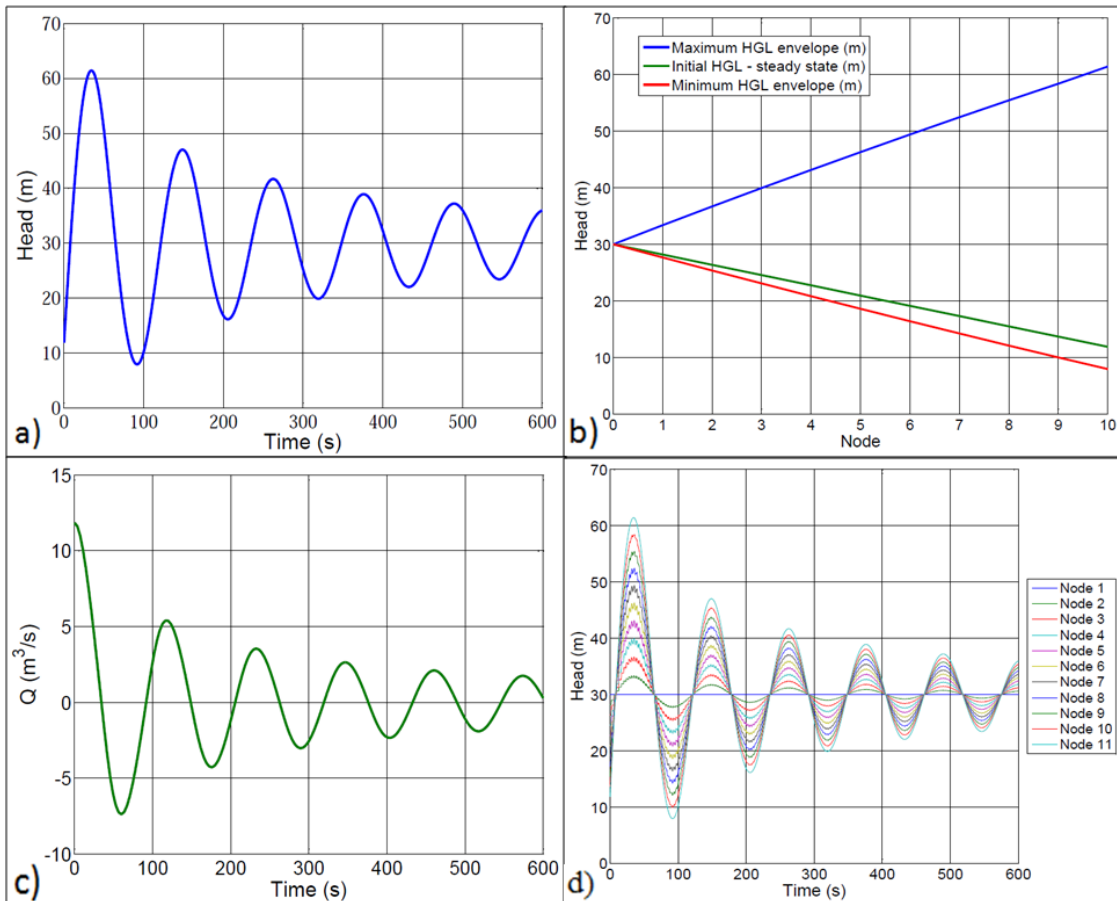 Head (m)
70
60
50
40
30
20
10
0
0 100 200 300 400 500 600
Time (s)
a)
Head (m)
70
60
50
40
30
20
10
0
Maximum HGL envelope (m)
Initial HGL - steady state (m)
Minimum HGL envelope (m)
0 1 2 3 4 5 6 7 8 9 10
Node
b)
Q (m³/s)
15
10
5
0
-5
-10
0 100 200 300 400 500 600
Time (s)
c)
Head (m)
70
60
50
40
30
20
10
0
0 100 200 300 400 500 600
Time (s)
d)
Node 1
Node 2
Node 3
Node 4
Node 5
Node 6
Node 7
Node 8
Node 9
Node 10
Node 11